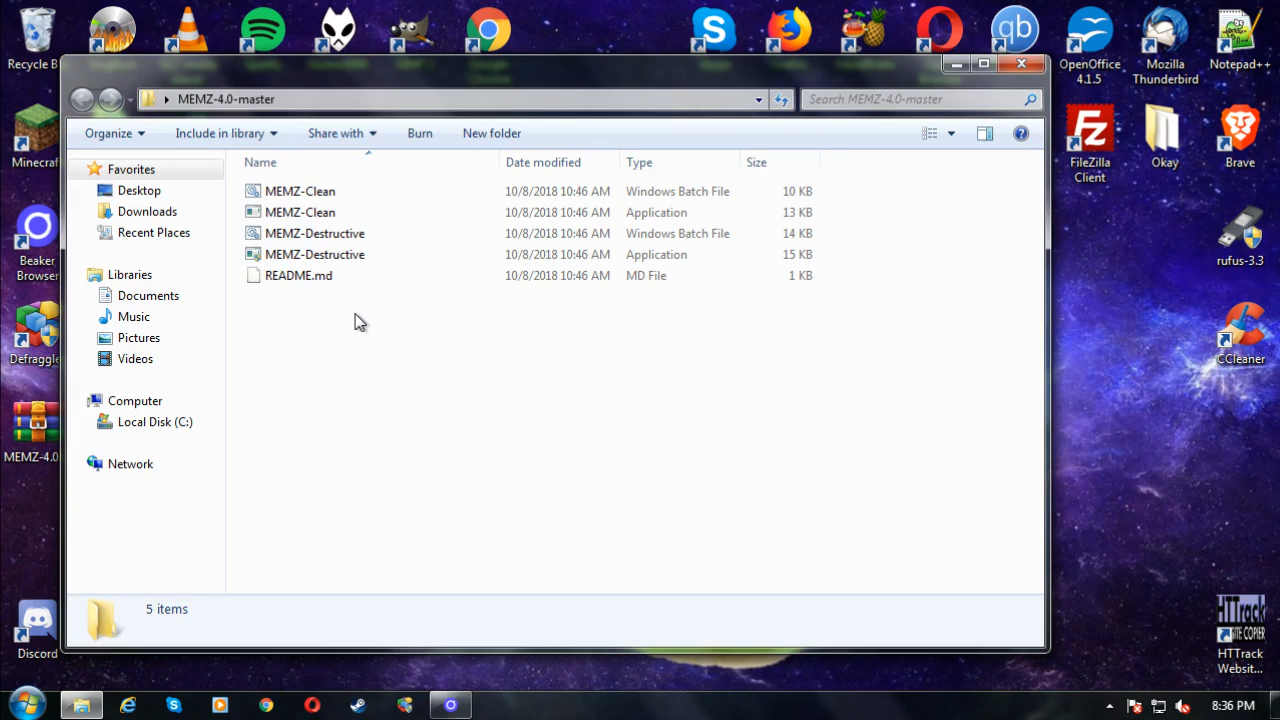 Recycle B
Minecraf
Beaker
Browser
Defraggle
MEMZ-4.0
Discord
MEMZ-4.0-master
Search MEMZ-4.0-master
Organize
Include in library
Share with
Burn
New folder
Favorites
Desktop
Downloads
Recent Places
Libraries
Documents
Music
Pictures
Videos
Computer
Local Disk (C:)
Network
Name Date modified Type Size
MEMZ-Clean 10/8/2018 10:46 AM Windows Batch File 10 KB
MEMZ-Clean 10/8/2018 10:46 AM Application 13 KB
MEMZ-Destructive 10/8/2018 10:46 AM Windows Batch File 14 KB
MEMZ-Destructive 10/8/2018 10:46 AM Application 15 KB
README.md 10/8/2018 10:46 AM MD File 1 KB
5 items
qb
OpenOffice
4.1.5
Mozilla
Thunderbird
Notepad++
FileZilla
Client
Okay
Brave
rufus-3.3
CCleaner
HTTrack
SITE COPIER
HTTrack
Websit...
8:36 PM